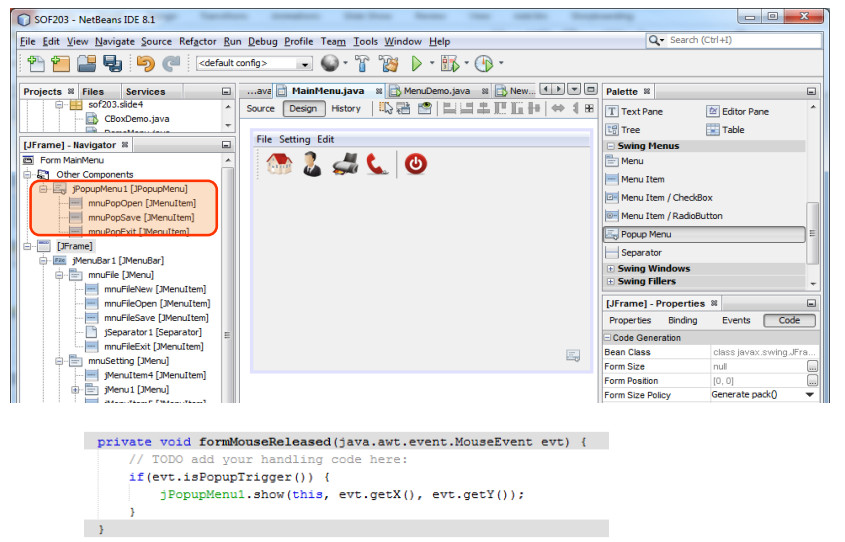 SOF203 - NetBeans IDE 8.1
File Edit View Navigate Source Refactor Run Debug Profile Team Tools Window Help
Search (Ctrl+I)
<default config>
Projects Files Services
sof203.slide4
CBoxDemo.java
DemoMenu.java
[JFrame] - Navigator
Form MainMenu
Other Components
jPopupMenu1 [JPopupMenu]
mnuPopOpen [JMenuItem]
mnuPopSave [JMenuItem]
mnuPopExit [JMenuItem]
[JFrame]
jMenuBar1 [JMenuBar]
mnuFile [JMenu]
mnuFileNew [JMenuItem]
mnuFileOpen [JMenuItem]
mnuFileSave [JMenuItem]
jSeparator1 [Separator]
mnuFileExit [JMenuItem]
mnuSetting [JMenu]
jMenuItem4 [JMenuItem]
jMenu1 [JMenu]
jMenuItem5 [JMenuItem]
...ava MainMenu.java MenuDemo.java New...
Source Design History
File Setting Edit
Palette
Text Pane Editor Pane
Tree Table
Swing Menus
Menu
Menu Item
Menu Item / CheckBox
Menu Item / RadioButton
Popup Menu
Separator
Swing Windows
Swing Fillers
[JFrame] - Properties
Properties Binding Events Code
Code Generation
Bean Class class javax.swing.JFra...
Form Size null
Form Position [0, 0]
Form Size Policy Generate pack()
private void formMouseReleased(java.awt.event.MouseEvent evt) {
// TODO add your handling code here:
if(evt.isPopupTrigger()) {
jPopupMenu1.show(this, evt.getX(), evt.getY());
}
}